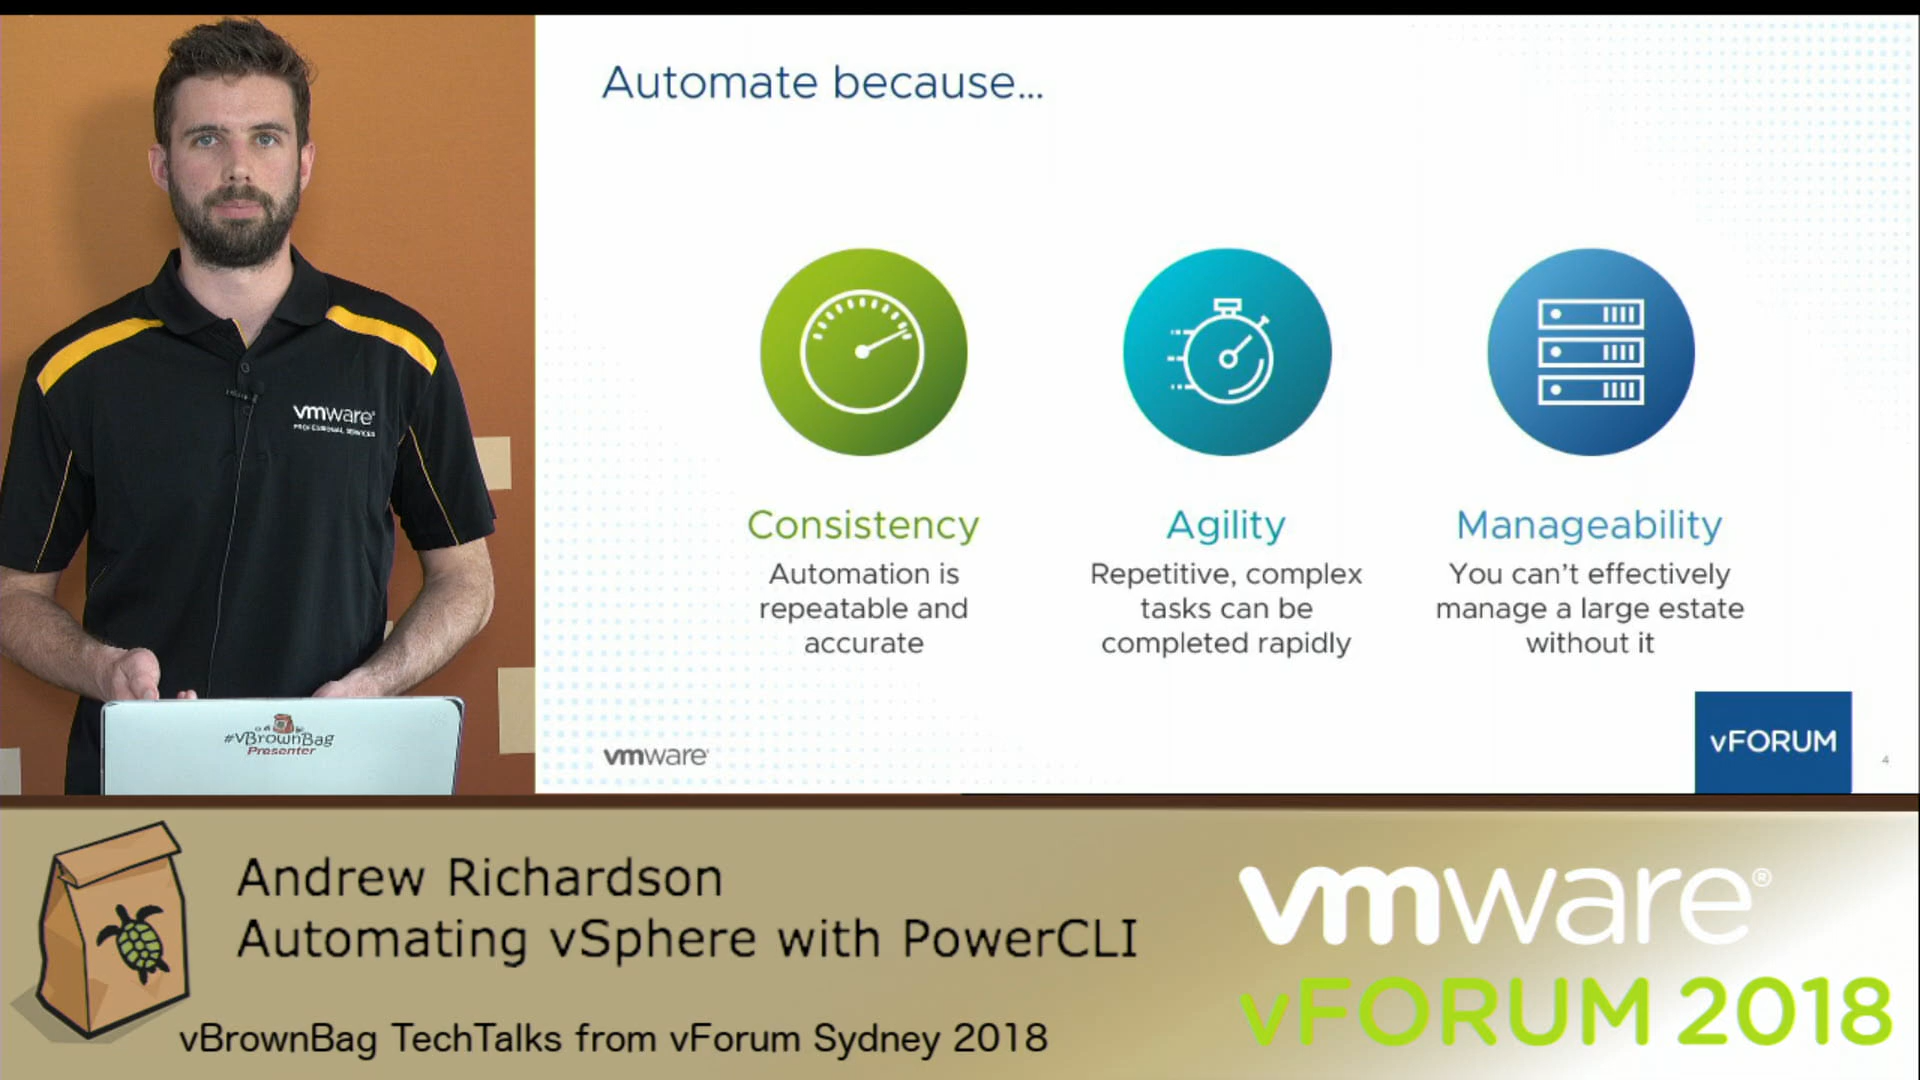 Automate because...
Consistency
Automation is
repeatable and
accurate
Agility
Repetitive, complex
tasks can be
completed rapidly
Manageability
You can't effectively
manage a large estate
without it
vmware®
PROFESSIONAL SERVICES
#vBrownBag
Presenter
vmware®
vFORUM
4
Andrew Richardson
Automating vSphere with PowerCLI
vBrownBag TechTalks from vForum Sydney 2018
vmware®
vFORUM 2018